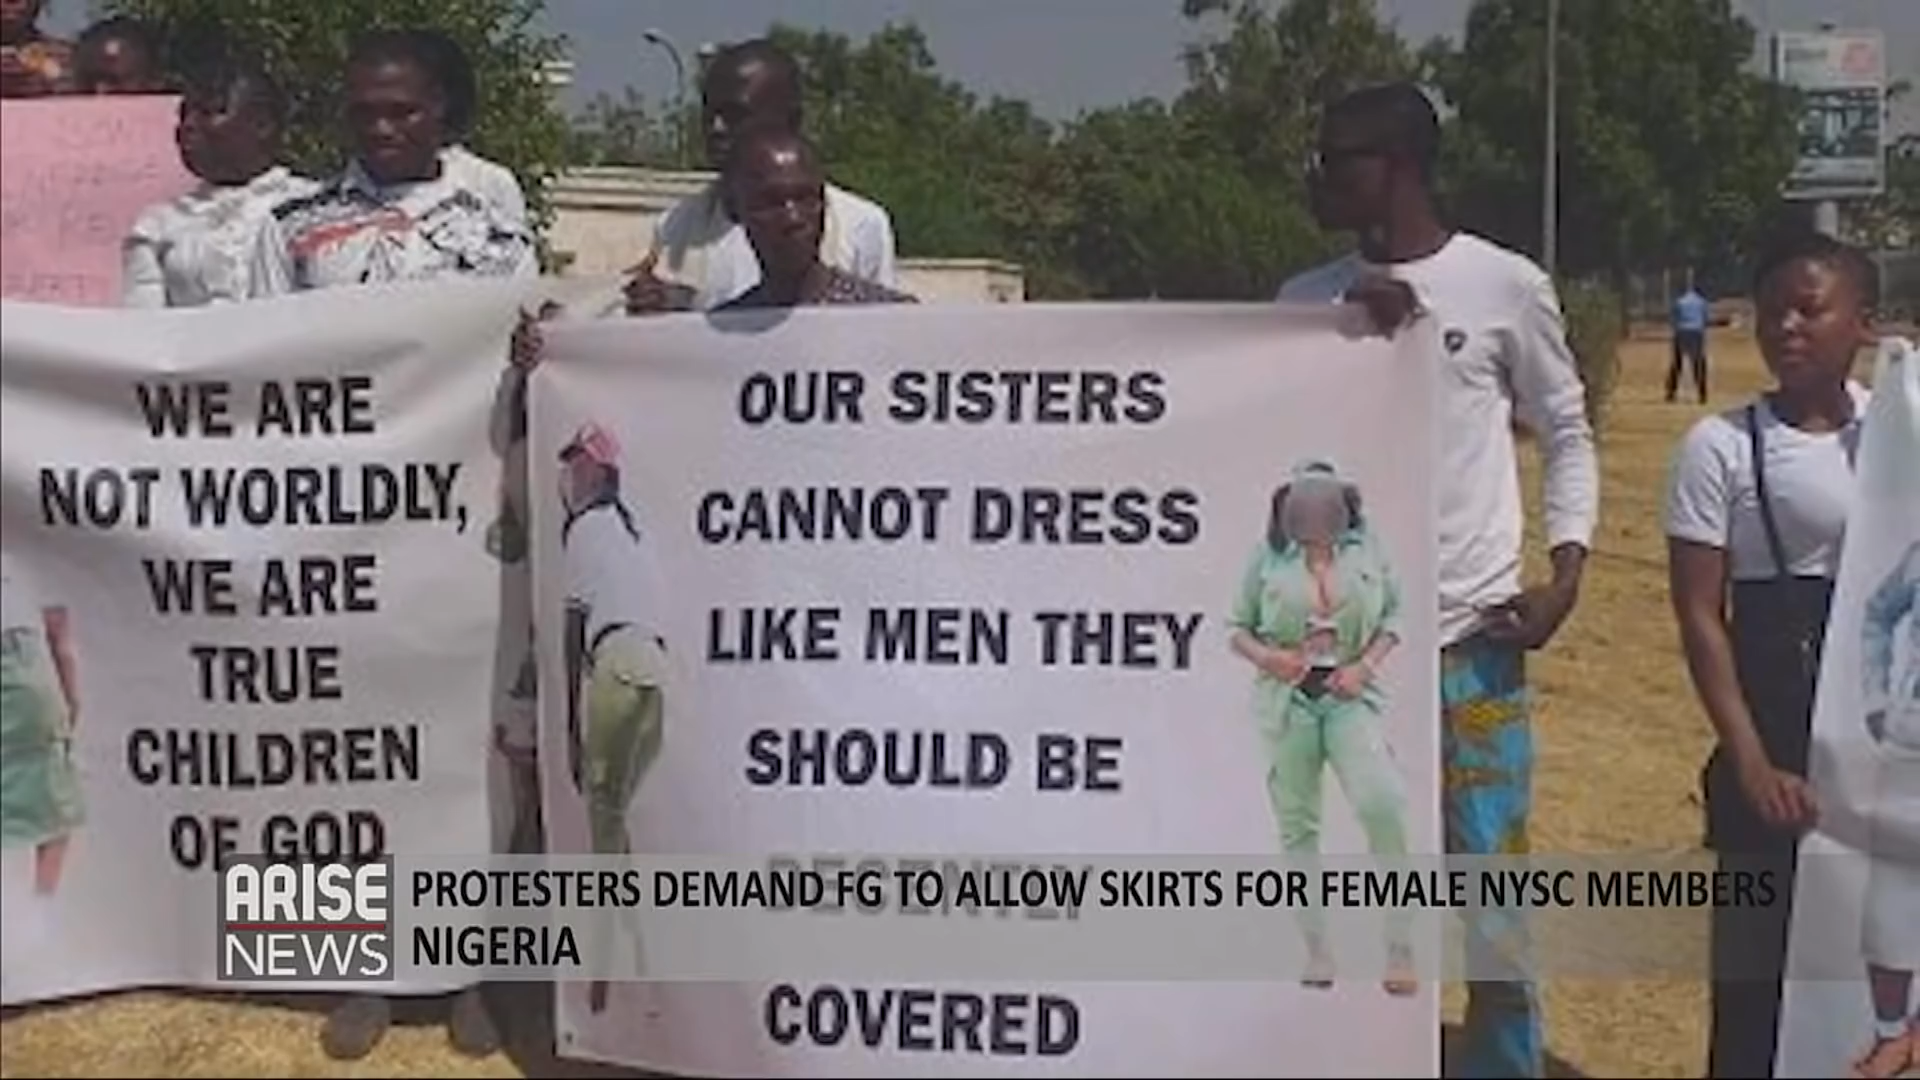 WE ARE
NOT WORLDLY,
WE ARE
TRUE
CHILDREN
OF GOD
OUR SISTERS
CANNOT DRESS
LIKE MEN THEY
SHOULD BE
DECENTLY
COVERED
ARISE
NEWS
PROTESTERS DEMAND FG TO ALLOW SKIRTS FOR FEMALE NYSC MEMBERS
NIGERIA